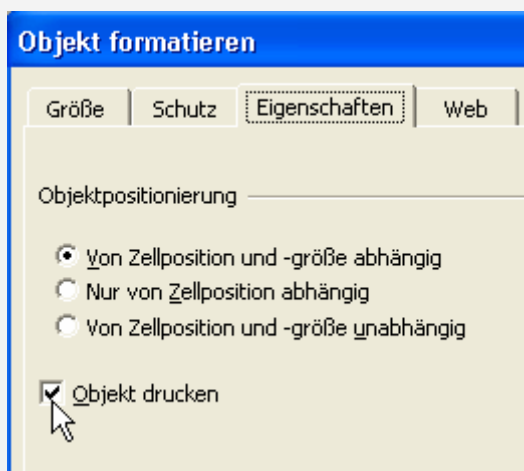 Objekt formatieren
Größe Schutz Eigenschaften Web
Objektpositionierung
Von Zellposition und -größe abhängig
Nur von Zellposition abhängig
Von Zellposition und -größe unabhängig
Objekt drucken